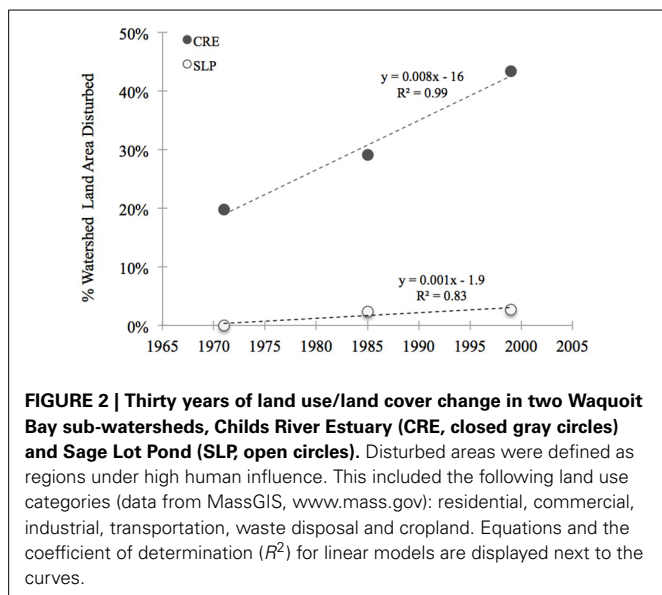 50%
40%
30%
20%
10%
0%
% Watershed Land Area Disturbed
CRE
SLP
y = 0.008x - 16
R² = 0.99
y = 0.001x - 1.9
R² = 0.83
1965 1970 1975 1980 1985 1990 1995 2000 2005
FIGURE 2 | Thirty years of land use/land cover change in two Waquoit
Bay sub-watersheds, Childs River Estuary (CRE, closed gray circles)
and Sage Lot Pond (SLP, open circles). Disturbed areas were defined as
regions under high human influence. This included the following land use
categories (data from MassGIS, www.mass.gov): residential, commercial,
industrial, transportation, waste disposal and cropland. Equations and the
coefficient of determination (R²) for linear models are displayed next to the
curves.